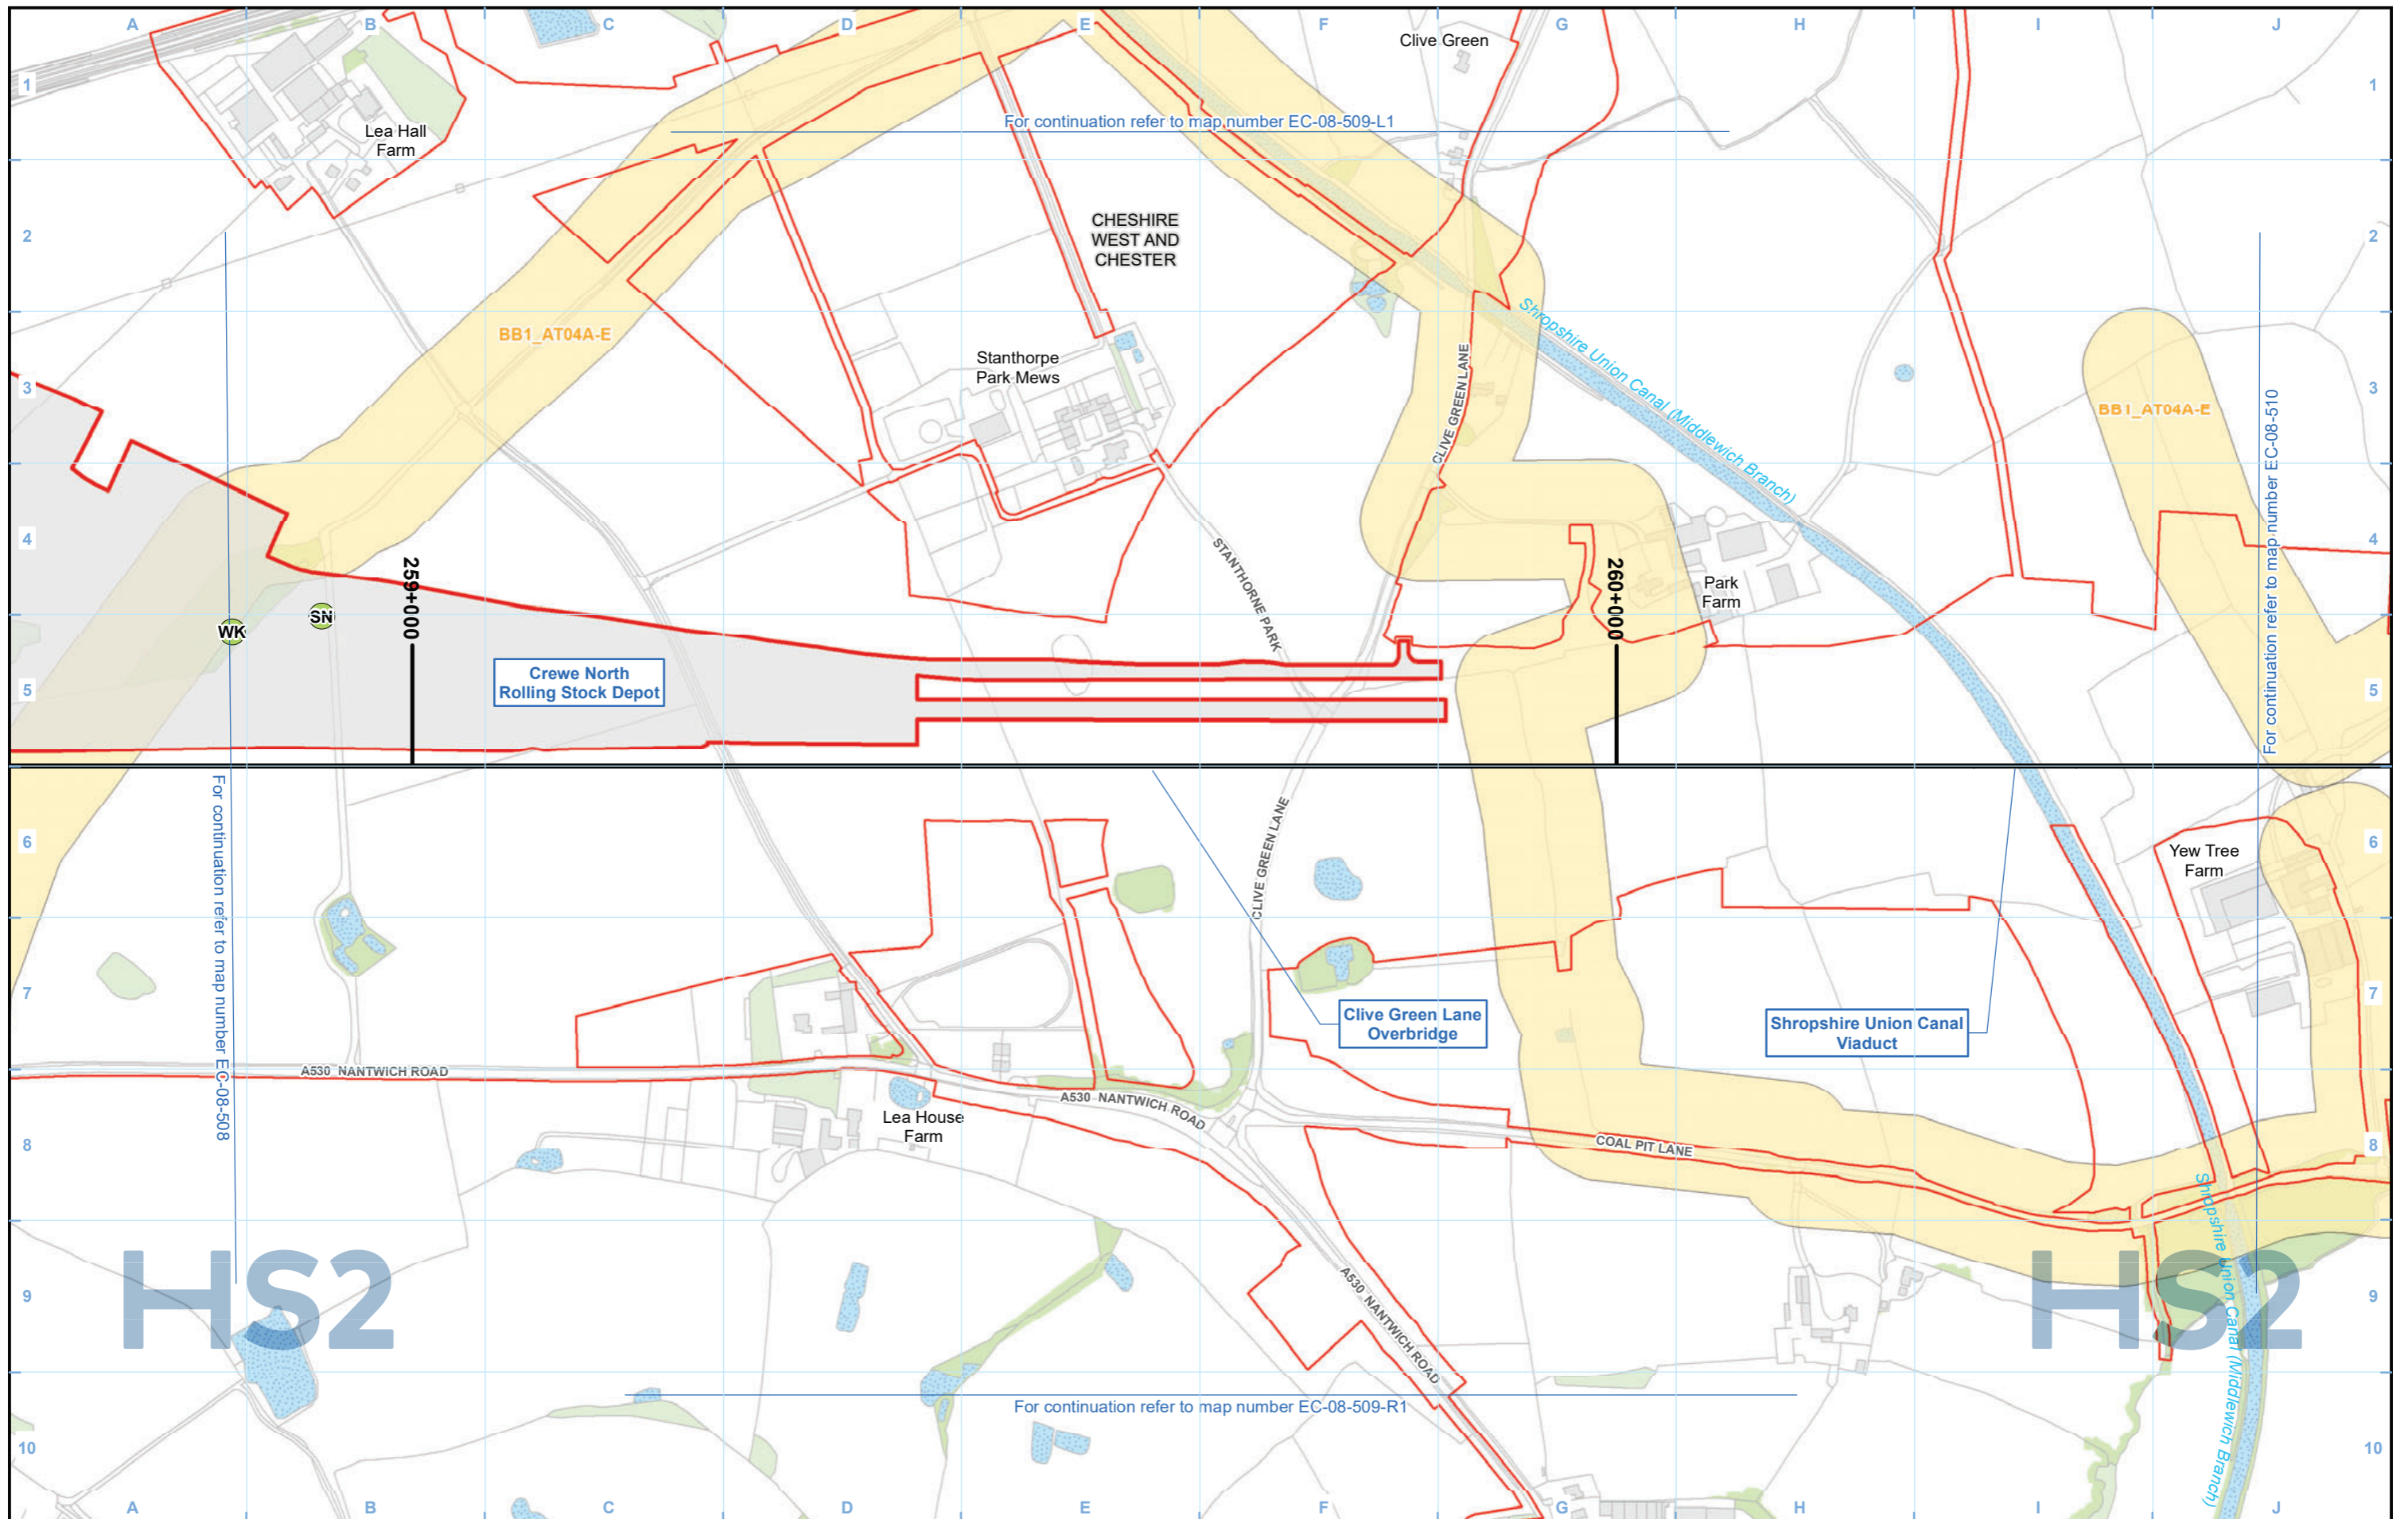 A B C D E F G H I J
Clive Green
1 1
For continuation refer to map number EC-08-509-L1
Lea Hall
Farm
2 2
CHESHIRE
WEST AND
CHESTER
Shropshire Union Canal (Middlewich Branch)
BB1_AT04A-E
Stanthorpe
Park Mews
CLIVE GREEN LANE
3 3
BB1_AT04A-E
For continuation refer to map number EC-08-510
4 4
STANTHORNE PARK
259+000
260+000
Park
Farm
SN
WK
Crewe North
Rolling Stock Depot
5 5
For continuation refer to map number EC-08-508
CLIVE GREEN LANE
6 6
Yew Tree
Farm
7 7
Clive Green Lane
Overbridge
Shropshire Union Canal
Viaduct
A530 NANTWICH ROAD
A530 NANTWICH ROAD
Lea House
Farm
8 8
COAL PIT LANE
Shropshire Union Canal (Middlewich Branch)
HS2
HS2
9 9
A530 NANTWICH ROAD
For continuation refer to map number EC-08-509-R1
10 10
A B C D E F G H I J